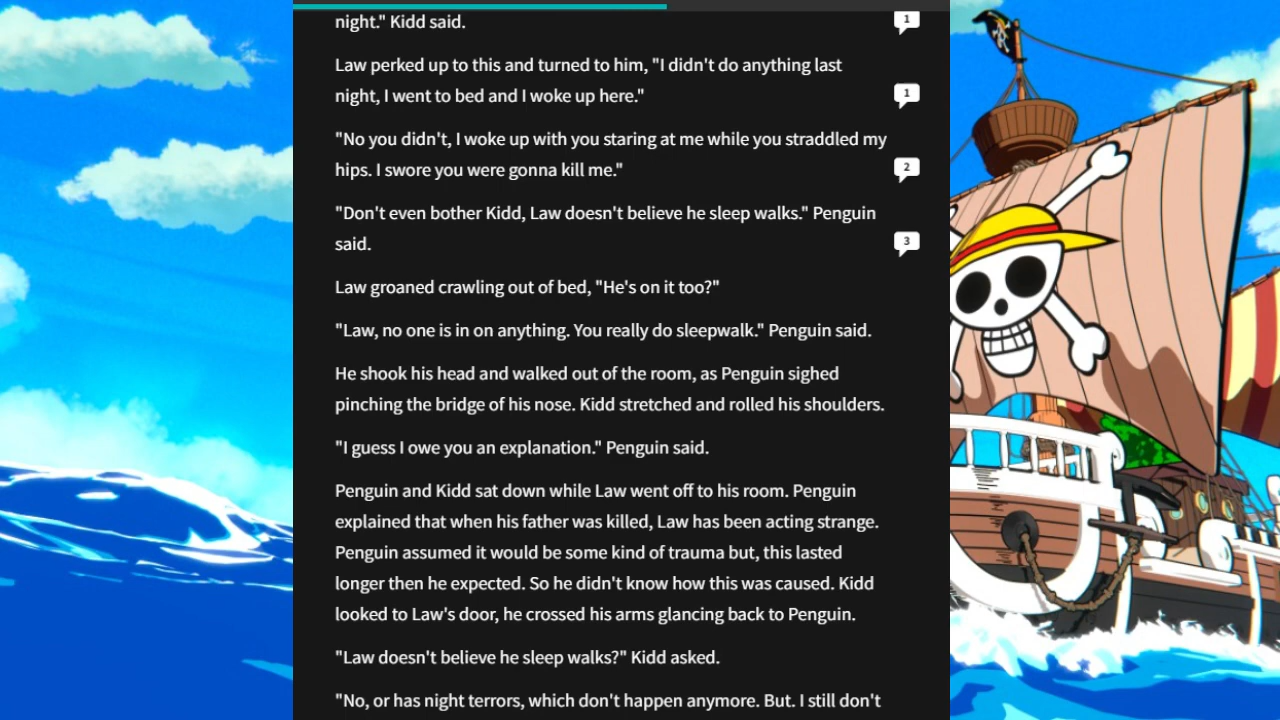 night." Kidd said.
1
Law perked up to this and turned to him, "I didn't do anything last
night, I went to bed and I woke up here."
1
"No you didn't, I woke up with you staring at me while you straddled my
hips. I swore you were gonna kill me."
2
"Don't even bother Kidd, Law doesn't believe he sleep walks." Penguin
said.
3
Law groaned crawling out of bed, "He's on it too?"
"Law, no one is in on anything. You really do sleepwalk." Penguin said.
He shook his head and walked out of the room, as Penguin sighed
pinching the bridge of his nose. Kidd stretched and rolled his shoulders.
"I guess I owe you an explanation." Penguin said.
Penguin and Kidd sat down while Law went off to his room. Penguin
explained that when his father was killed, Law has been acting strange.
Penguin assumed it would be some kind of trauma but, this lasted
longer then he expected. So he didn't know how this was caused. Kidd
looked to Law's door, he crossed his arms glancing back to Penguin.
"Law doesn't believe he sleep walks?" Kidd asked.
"No, or has night terrors, which don't happen anymore. But. I still don't